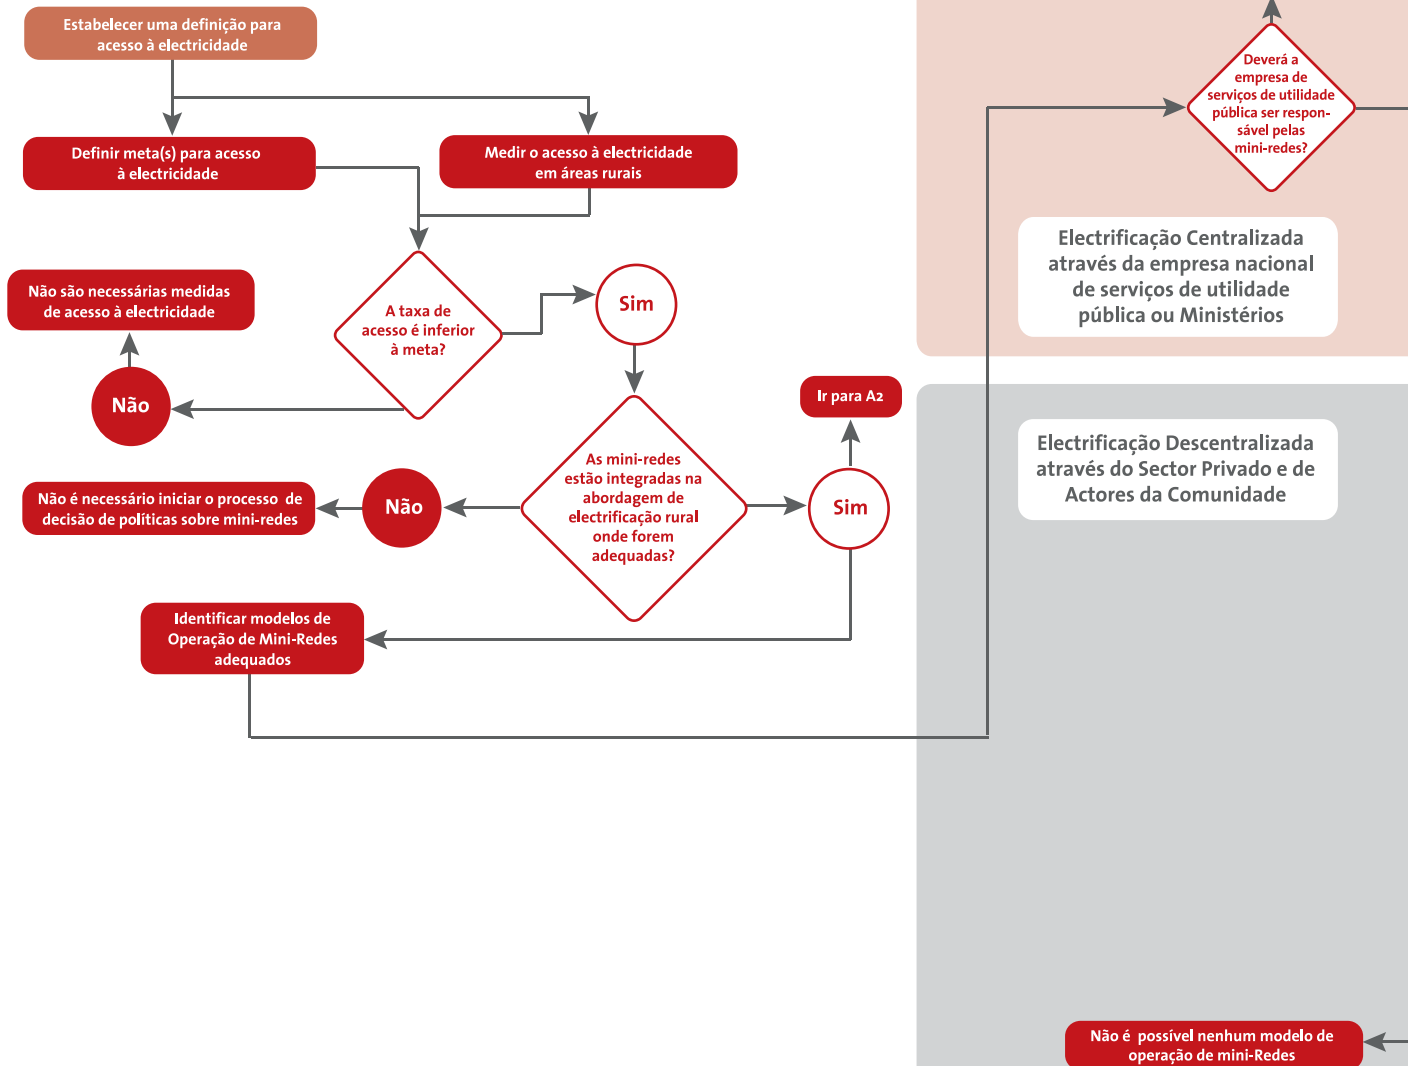 Estabelecer uma definição para
acesso à electricidade
Definir meta(s) para acesso
à electricidade
Medir o acesso à electricidade
em áreas rurais
A taxa de
acesso é inferior
à meta?
Sim
Não são necessárias medidas
de acesso à electricidade
Não
As mini-redes
estão integradas na
abordagem de
electrificação rural
onde forem
adequadas?
Ir para A2
Sim
Não
Não é necessário iniciar o processo de
decisão de políticas sobre mini-redes
Identificar modelos de
Operação de Mini-Redes
adequados
Deverá a
empresa de
serviços de utilidade
pública ser respon-
sável pelas
mini-redes?
Electrificação Centralizada
através da empresa nacional
de serviços de utilidade
pública ou Ministérios
Electrificação Descentralizada
através do Sector Privado e de
Actores da Comunidade
Não é possível nenhum modelo de
operação de mini-Redes